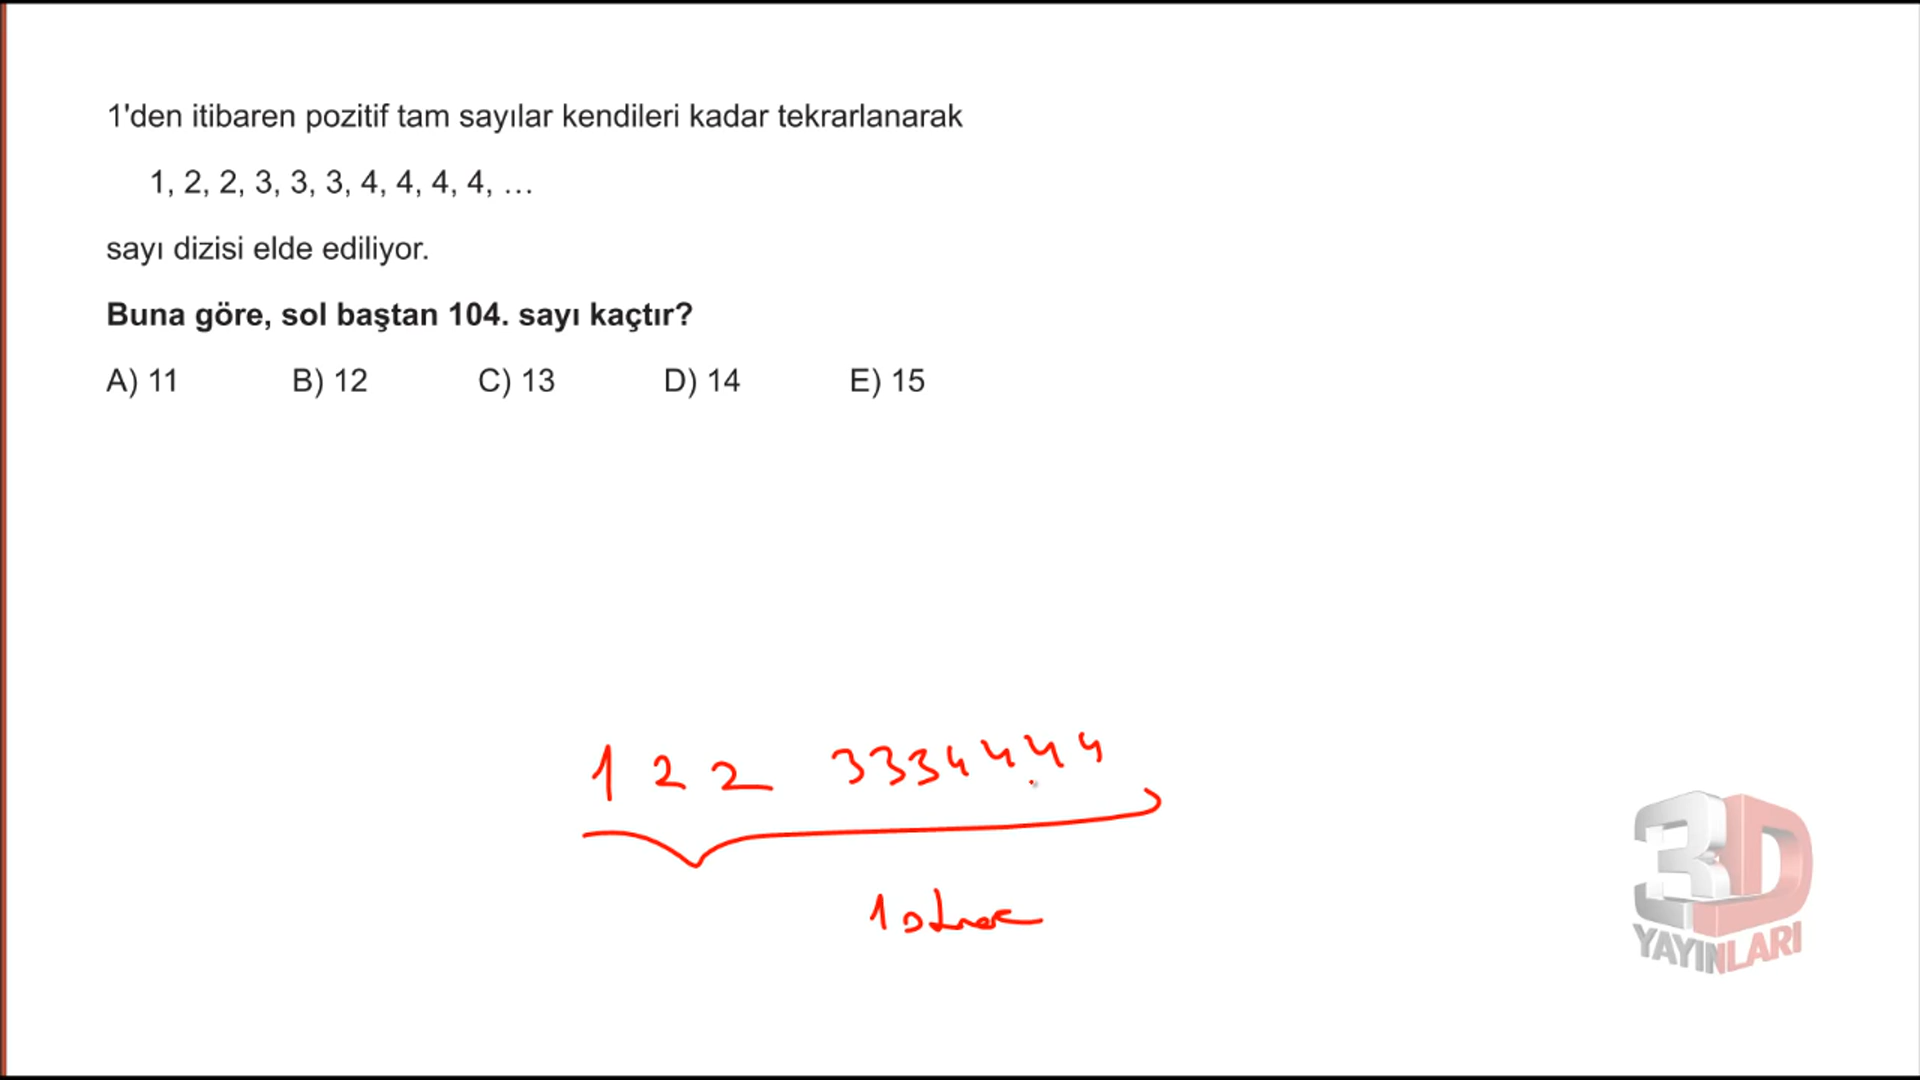 1'den itibaren pozitif tam sayılar kendileri kadar tekrarlanarak
1, 2, 2, 3, 3, 3, 4, 4, 4, 4, …
sayı dizisi elde ediliyor.
Buna göre, sol baştan 104. sayı kaçtır?
A) 11 B) 12 C) 13 D) 14 E) 15
1 2 2 3 3 3 4 4 4 4
3D
YAYINLARI